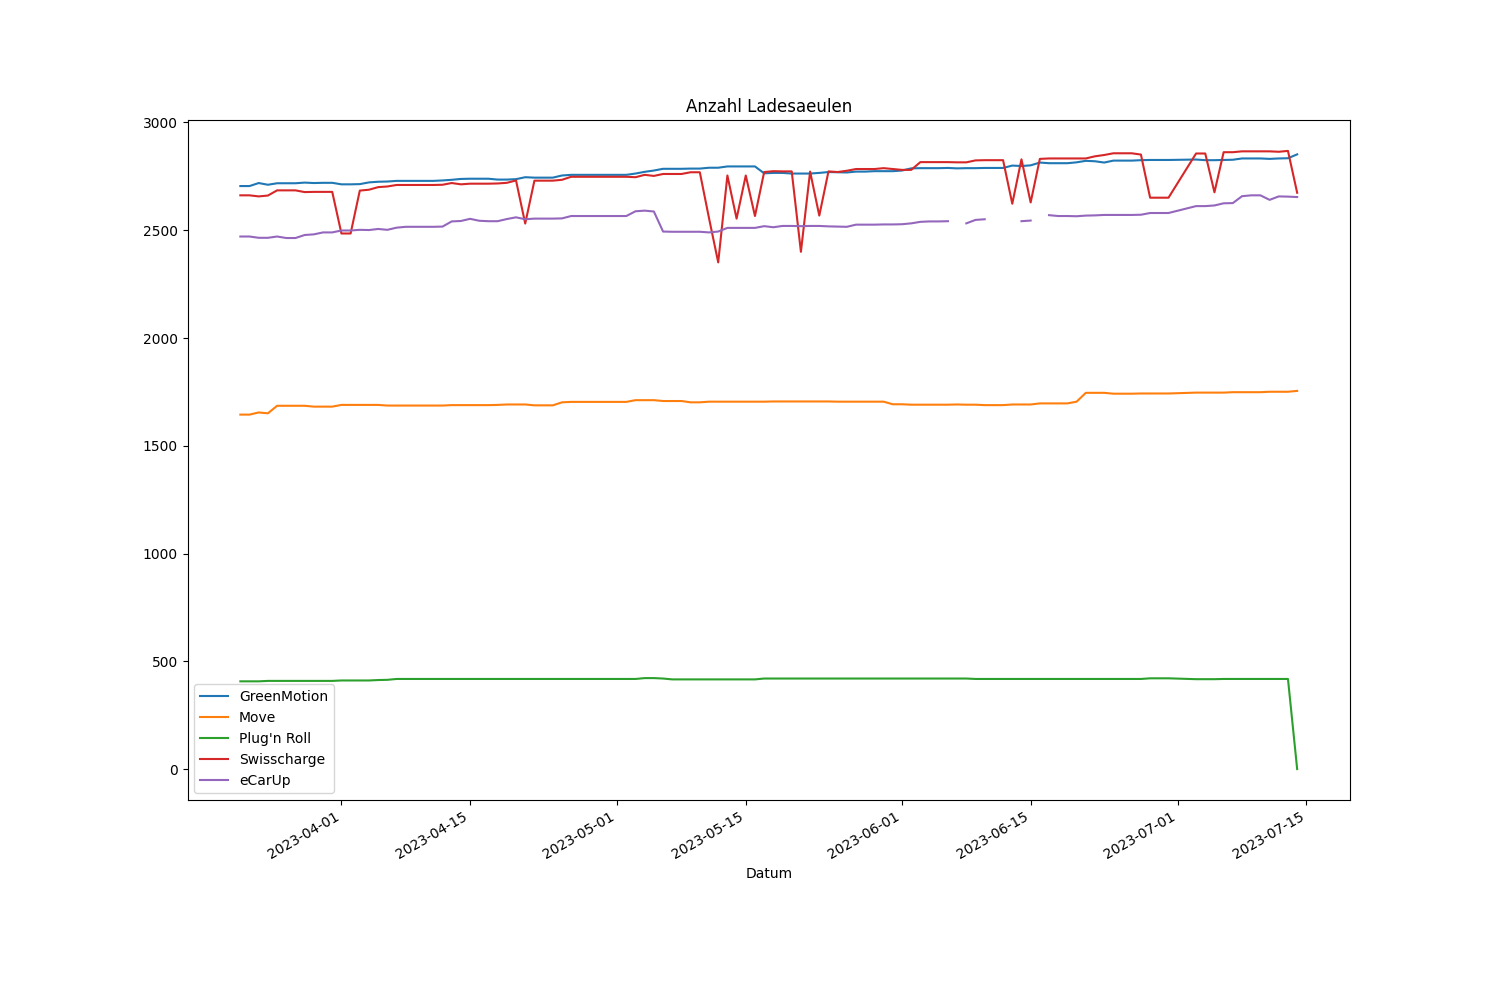 Anzahl Ladesaeulen
3000
2500
2000
1500
1000
500
0
GreenMotion
Move
Plug'n Roll
Swisscharge
eCarUp
2023-04-01
2023-04-15
2023-05-01
2023-05-15
2023-06-01
2023-06-15
2023-07-01
2023-07-15
Datum